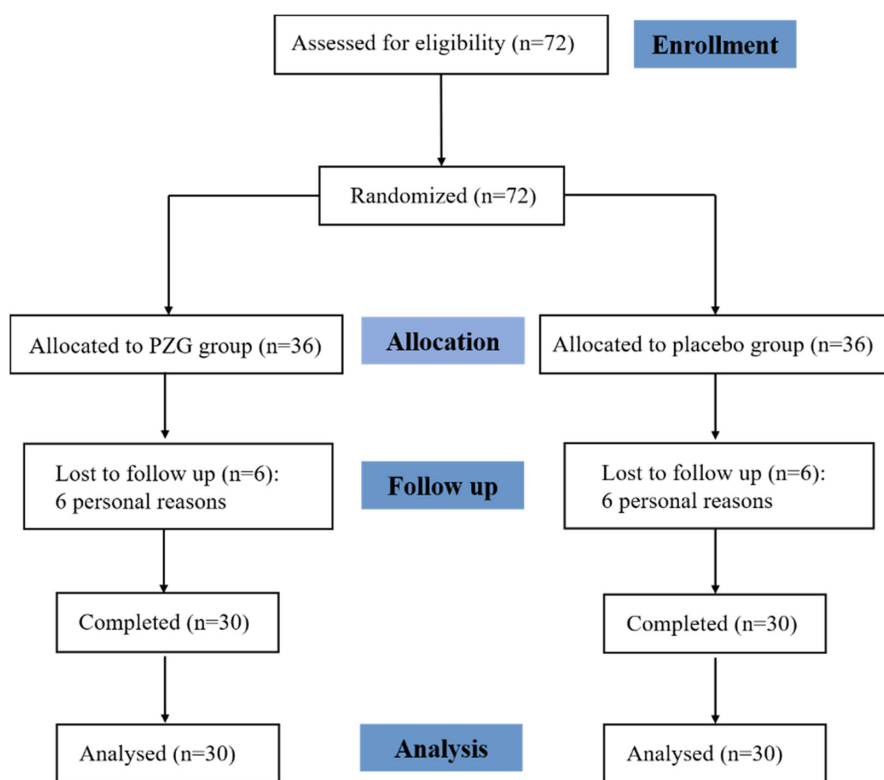 Assessed for eligibility (n=72)
Enrollment
Randomized (n=72)
Allocated to PZG group (n=36)
Allocation
Allocated to placebo group (n=36)
Lost to follow up (n=6):
6 personal reasons
Follow up
Lost to follow up (n=6):
6 personal reasons
Completed (n=30)
Completed (n=30)
Analysed (n=30)
Analysis
Analysed (n=30)